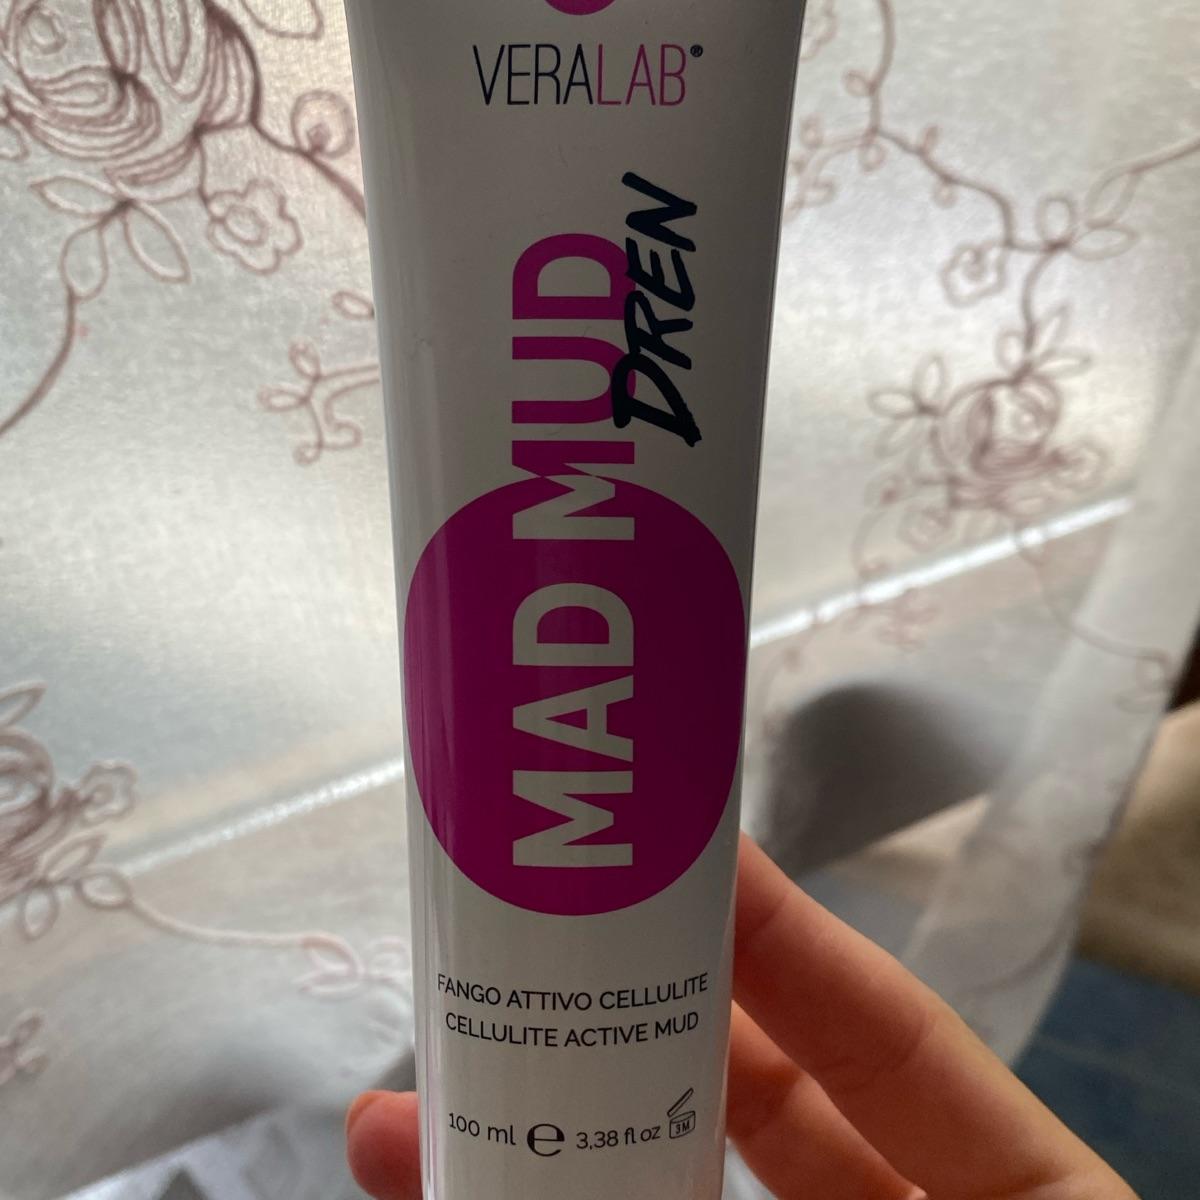 VERALAB®
MAD MUD
DREN
FANGO ATTIVO CELLULITE
CELLULITE ACTIVE MUD
100 ml ℮ 3,38 fl oz 3M